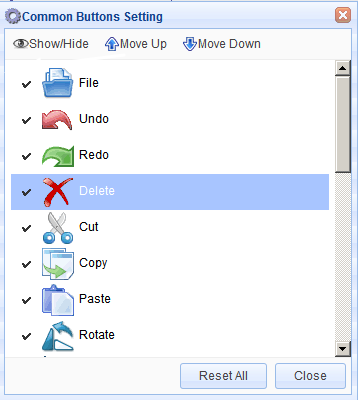 Common Buttons Setting
Show/Hide Move Up Move Down
File
Undo
Redo
Delete
Cut
Copy
Paste
Rotate
Reset All Close